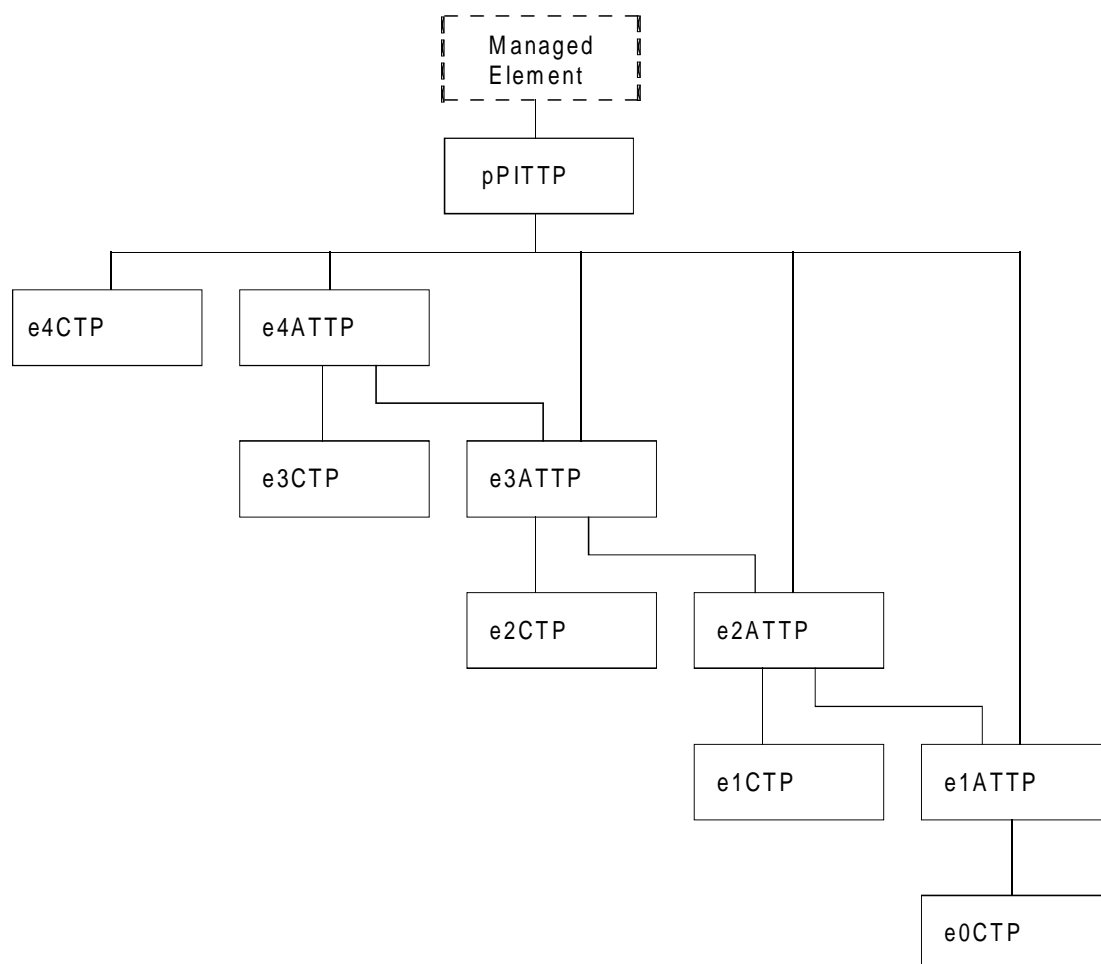 Managed
Element
pPITTP
e4CTP
e4ATTP
e3CTP
e3ATTP
e2CTP
e2ATTP
e1CTP
e1ATTP
e0CTP